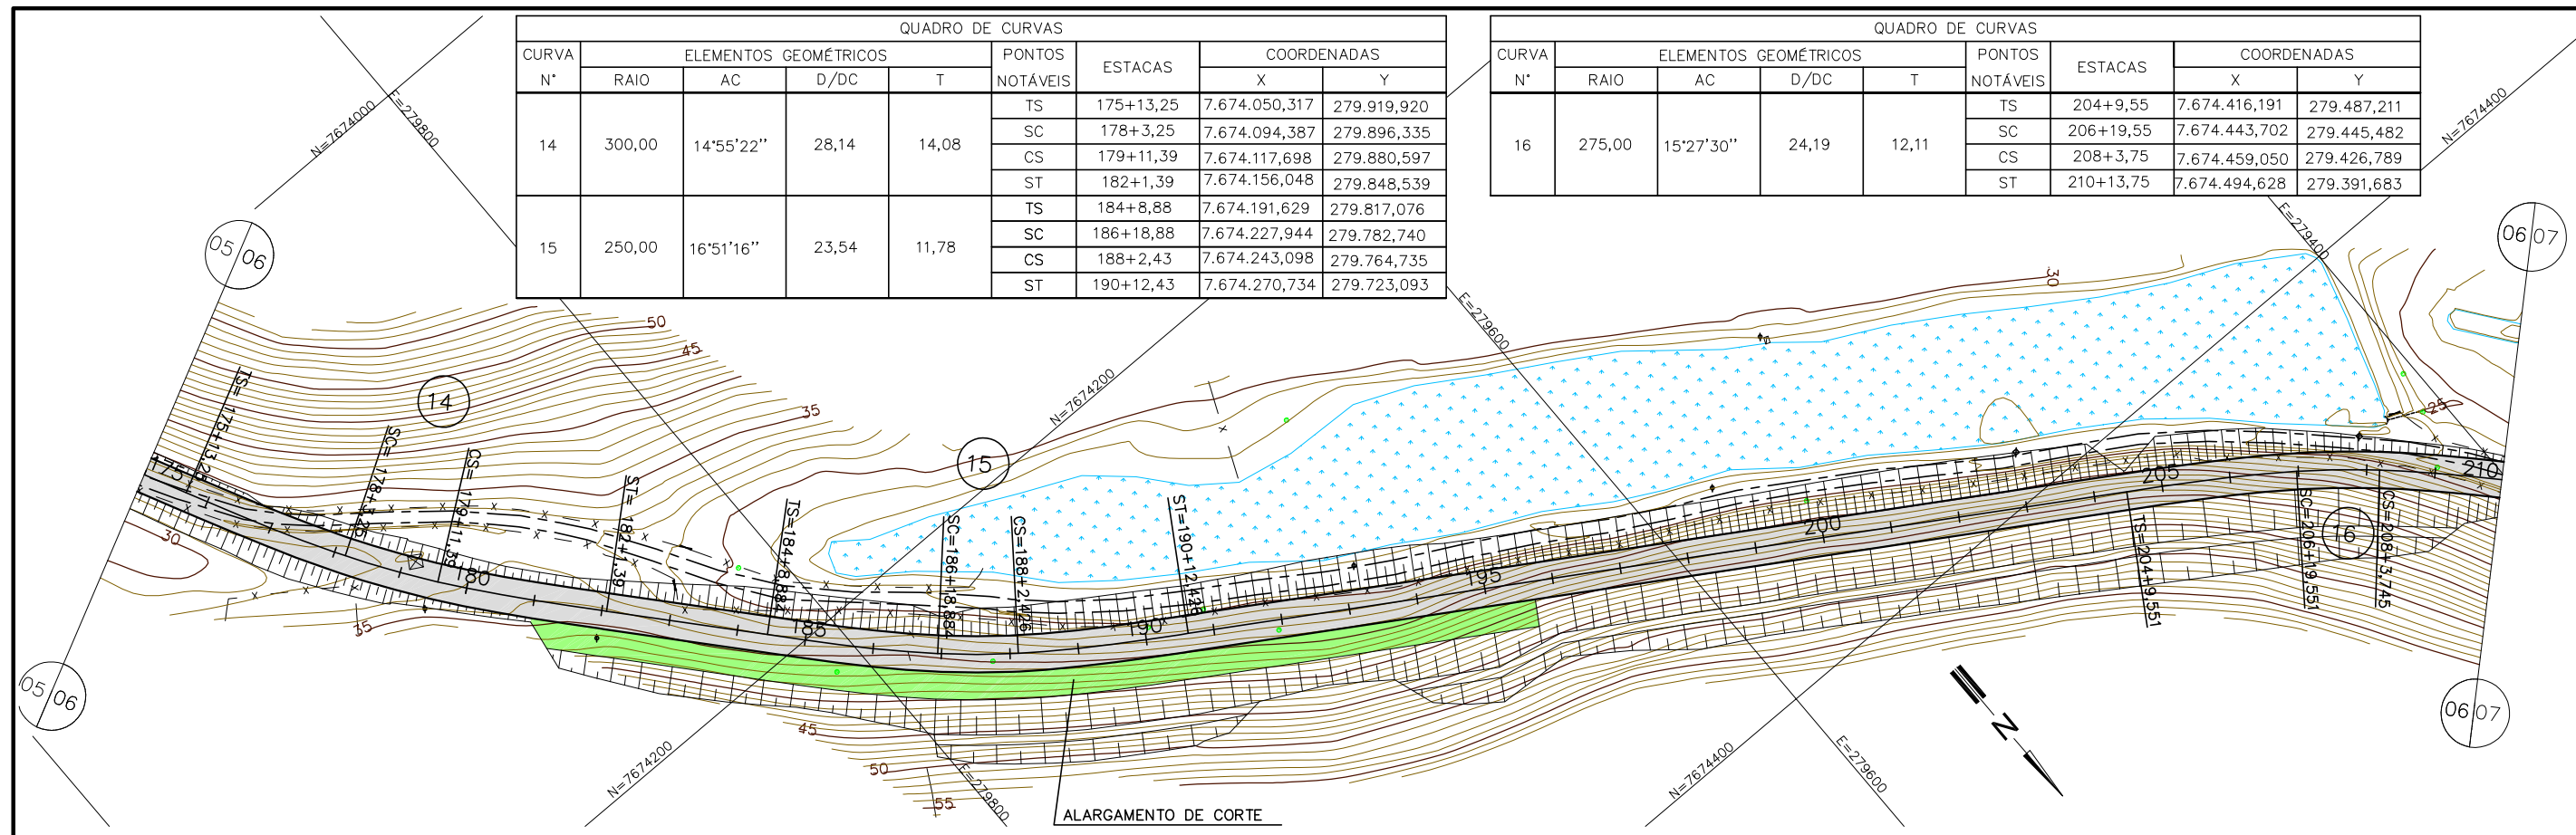 QUADRO DE CURVAS
CURVA N° ELEMENTOS GEOMÉTRICOS PONTOS NOTÁVEIS ESTACAS COORDENADAS
RAIO AC D/DC T X Y
14 300,00 14°55'22'' 28,14 14,08
TS 175+13,25 7.674.050,317 279.919,920
SC 178+3,25 7.674.094,387 279.896,335
CS 179+11,39 7.674.117,698 279.880,597
ST 182+1,39 7.674.156,048 279.848,539
15 250,00 16°51'16'' 23,54 11,78
TS 184+8,88 7.674.191,629 279.817,076
SC 186+18,88 7.674.227,944 279.782,740
CS 188+2,43 7.674.243,098 279.764,735
ST 190+12,43 7.674.270,734 279.723,093
QUADRO DE CURVAS
CURVA N° ELEMENTOS GEOMÉTRICOS PONTOS NOTÁVEIS ESTACAS COORDENADAS
RAIO AC D/DC T X Y
16 275,00 15°27'30'' 24,19 12,11
TS 204+9,55 7.674.416,191 279.487,211
SC 206+19,55 7.674.443,702 279.445,482
CS 208+3,75 7.674.459,050 279.426,789
ST 210+13,75 7.674.494,628 279.391,683
N=7674000
E=279800
N=7674400
E=279400
05 06
06 07
E=279600
N=7674200
30
50
45
35
14
15
25
TS= 175+13,25
SC= 178+3,26
CS= 179+11,39
ST= 182+1,39
TS=184+8,884
SC=186+18,884
CS=188+2,426
ST=190+12,426
175
180
185
190
195
200
205
210
TS=204+9,551
SC=206+19,551
CS=208+3,745
16
30
35
05 06
06 07
45
50
55
N=7674200
E=279800
N=7674400
E=279600
N
ALARGAMENTO DE CORTE